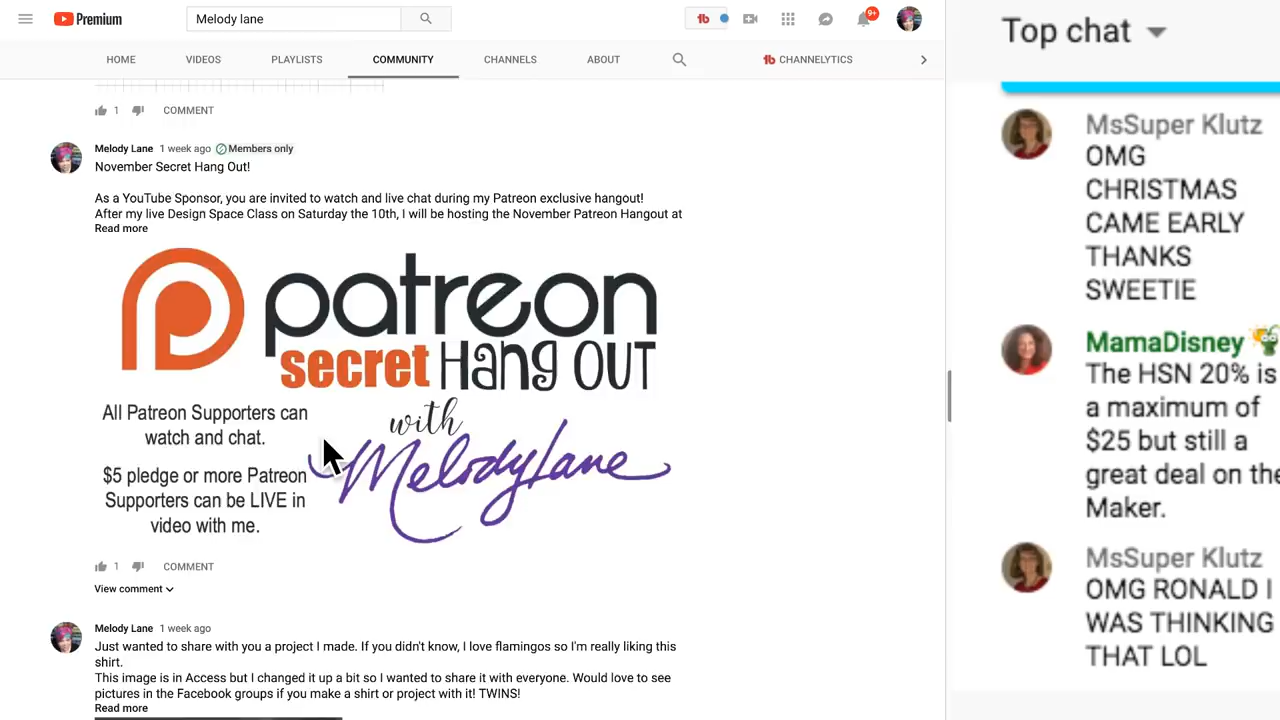 Premium
Melody lane
tb
9+
HOME
VIDEOS
PLAYLISTS
COMMUNITY
CHANNELS
ABOUT
tb CHANNELYTICS
1
COMMENT
Melody Lane 1 week ago Members only
November Secret Hang Out!
As a YouTube Sponsor, you are invited to watch and live chat during my Patreon exclusive hangout!
After my live Design Space Class on Saturday the 10th, I will be hosting the November Patreon Hangout at
Read more
patreon
secret Hang OUT
with
MelodyLane
All Patreon Supporters can
watch and chat.
$5 pledge or more Patreon
Supporters can be LIVE in
video with me.
1
COMMENT
View comment
Melody Lane 1 week ago
Just wanted to share with you a project I made. If you didn't know, I love flamingos so I'm really liking this
shirt.
This image is in Access but I changed it up a bit so I wanted to share it with everyone. Would love to see
pictures in the Facebook groups if you make a shirt or project with it! TWINS!
Read more
Top chat
MsSuper Klutz
OMG
CHRISTMAS
CAME EARLY
THANKS
SWEETIE
MamaDisney
The HSN 20% is
a maximum of
$25 but still a
great deal on the
Maker.
MsSuper Klutz
OMG RONALD I
WAS THINKING
THAT LOL